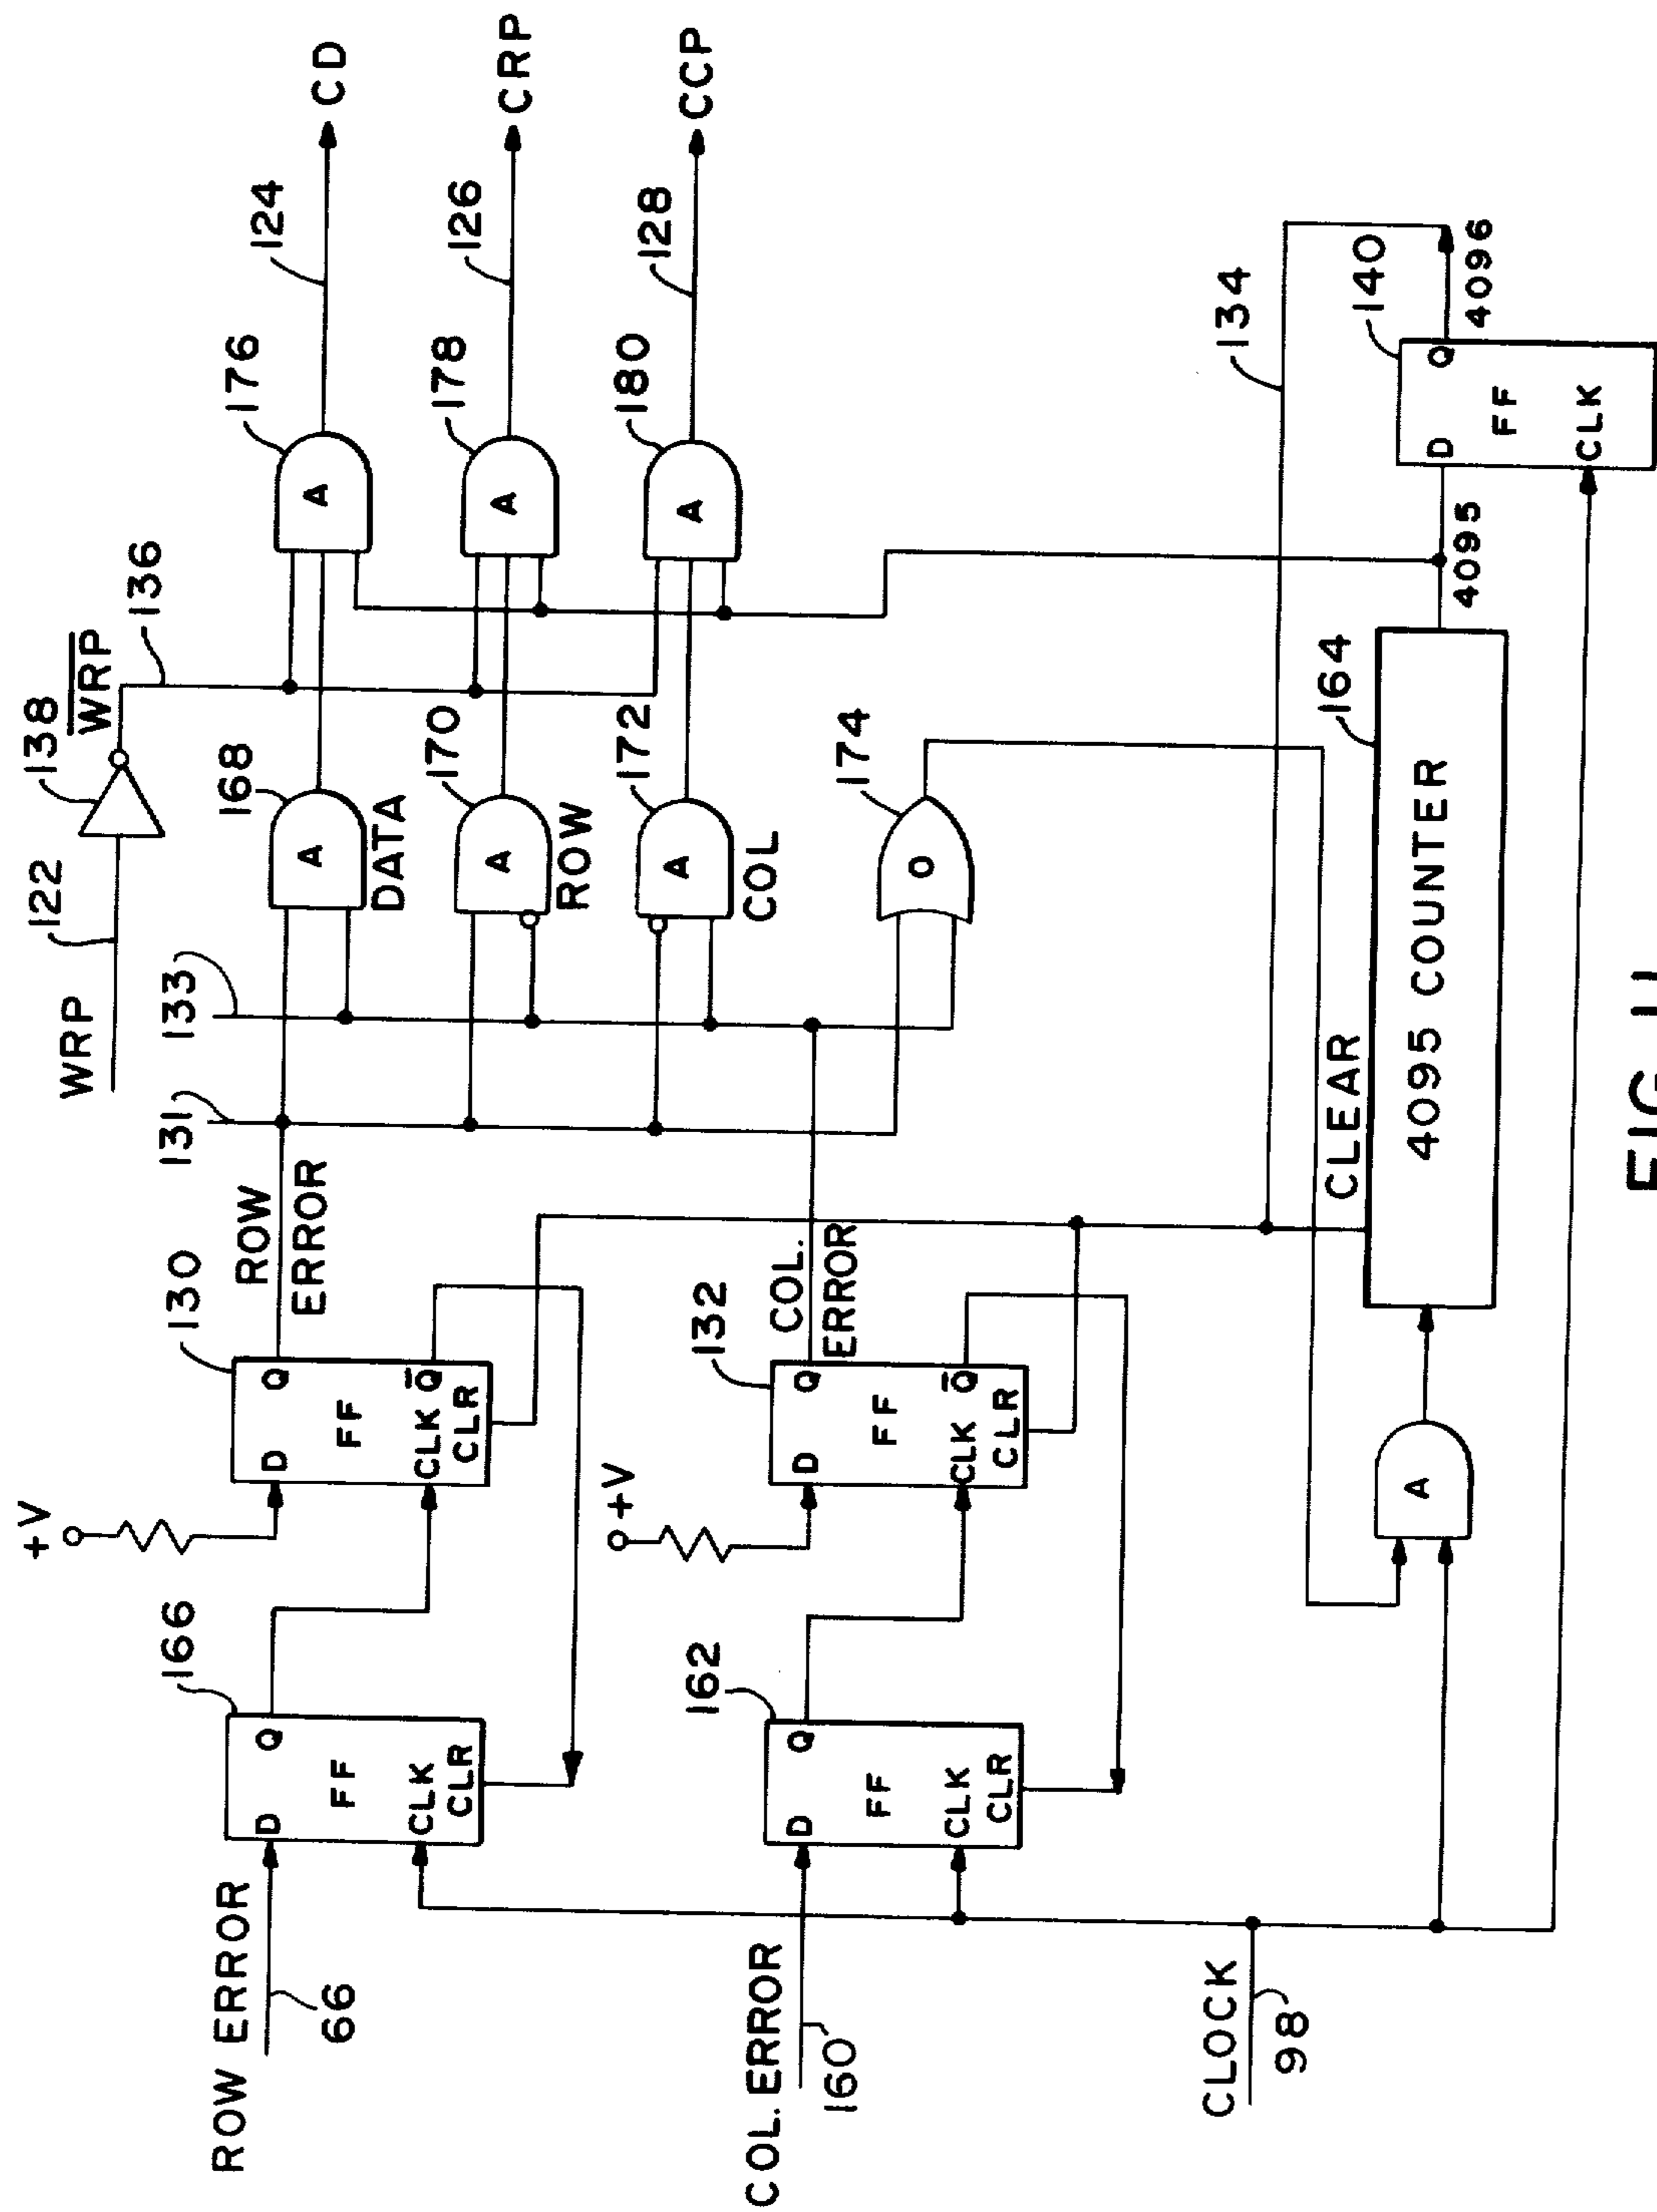 WRP
122
138
WRP
136
131
133
168
A
DATA
176
A
124
CD
170
A
ROW
178
A
126
CRP
172
A
COL
180
A
128
CCP
174
O
+V
ROW ERROR
66
166
D
Q
FF
CLK
CLR
130
D
Q
FF
CLK
Q
CLR
ROW
ERROR
+V
COL. ERROR
160
162
D
Q
FF
CLK
CLR
132
D
Q
FF
CLK
Q
CLR
COL.
ERROR
134
CLOCK
98
A
CLEAR
164
4095 COUNTER
4095
140
D
Q
FF
CLK
4096
FIG. 11